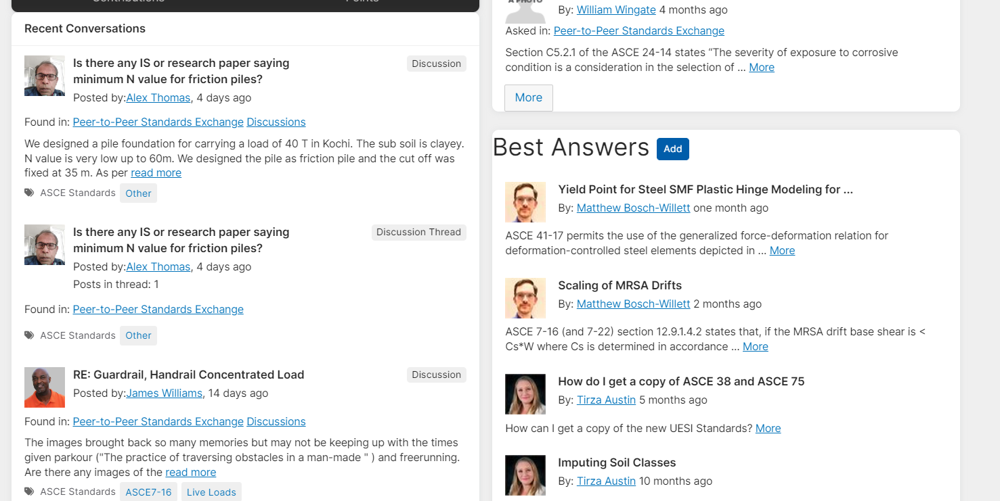 Contributions
Points
Recent Conversations
Is there any IS or research paper saying
minimum N value for friction piles?
Discussion
Posted by:Alex Thomas, 4 days ago
Found in: Peer-to-Peer Standards Exchange Discussions
We designed a pile foundation for carrying a load of 40 T in Kochi. The sub soil is clayey.
N value is very low up to 60m. We designed the pile as friction pile and the cut off was
fixed at 35 m. As per read more
ASCE Standards Other
Is there any IS or research paper saying
minimum N value for friction piles?
Discussion Thread
Posted by:Alex Thomas, 4 days ago
Posts in thread: 1
Found in: Peer-to-Peer Standards Exchange
ASCE Standards Other
RE: Guardrail, Handrail Concentrated Load
Discussion
Posted by:James Williams, 14 days ago
Found in: Peer-to-Peer Standards Exchange Discussions
The images brought back so many memories but may not be keeping up with the times
given parkour ("The practice of traversing obstacles in a man-made " ) and freerunning.
Are there any images of the read more
ASCE Standards ASCE7-16 Live Loads
A PHOTO
By: William Wingate 4 months ago
Asked in: Peer-to-Peer Standards Exchange
Section C5.2.1 of the ASCE 24-14 states “The severity of exposure to corrosive
condition is a consideration in the selection of ... More
More
Best Answers Add
Yield Point for Steel SMF Plastic Hinge Modeling for ...
By: Matthew Bosch-Willett one month ago
ASCE 41-17 permits the use of the generalized force-deformation relation for
deformation-controlled steel elements depicted in ... More
Scaling of MRSA Drifts
By: Matthew Bosch-Willett 2 months ago
ASCE 7-16 (and 7-22) section 12.9.1.4.2 states that, if the MRSA drift base shear is <
Cs*W where Cs is determined in accordance ... More
How do I get a copy of ASCE 38 and ASCE 75
By: Tirza Austin 5 months ago
How can I get a copy of the new UESI Standards? More
Imputing Soil Classes
By: Tirza Austin 10 months ago